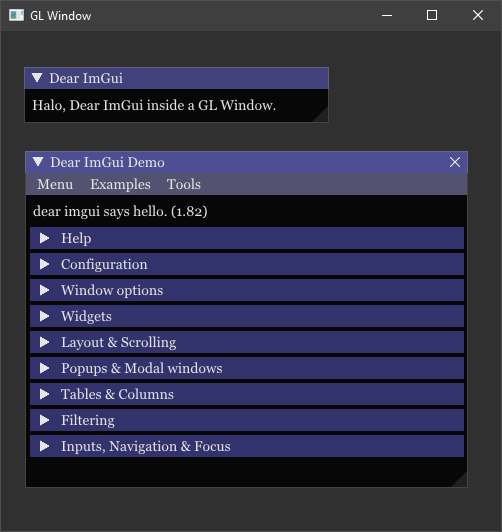 GL Window
Dear ImGui
Halo, Dear ImGui inside a GL Window.
Dear ImGui Demo
Menu Examples Tools
dear imgui says hello. (1.82)
Help
Configuration
Window options
Widgets
Layout & Scrolling
Popups & Modal windows
Tables & Columns
Filtering
Inputs, Navigation & Focus